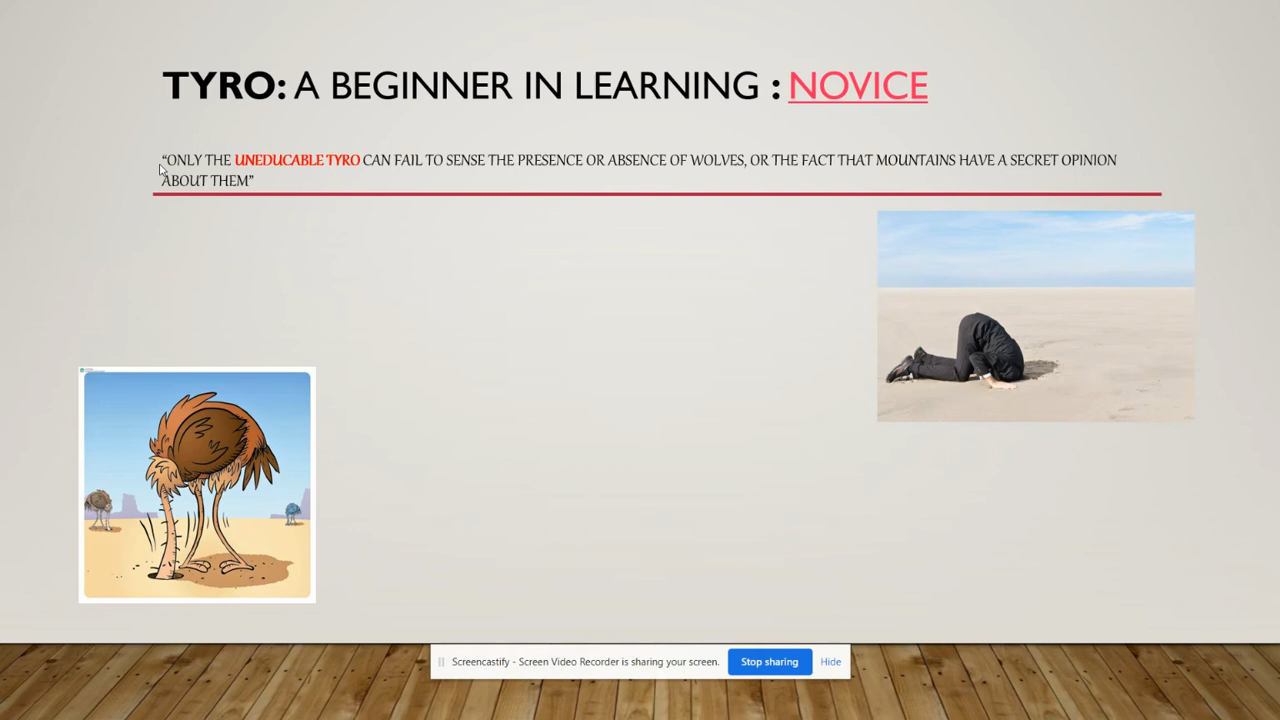 TYRO: A BEGINNER IN LEARNING : NOVICE
“ONLY THE UNEDUCABLE TYRO CAN FAIL TO SENSE THE PRESENCE OR ABSENCE OF WOLVES, OR THE FACT THAT MOUNTAINS HAVE A SECRET OPINION
ABOUT THEM”
Screencastify - Screen Video Recorder is sharing your screen. Stop sharing Hide